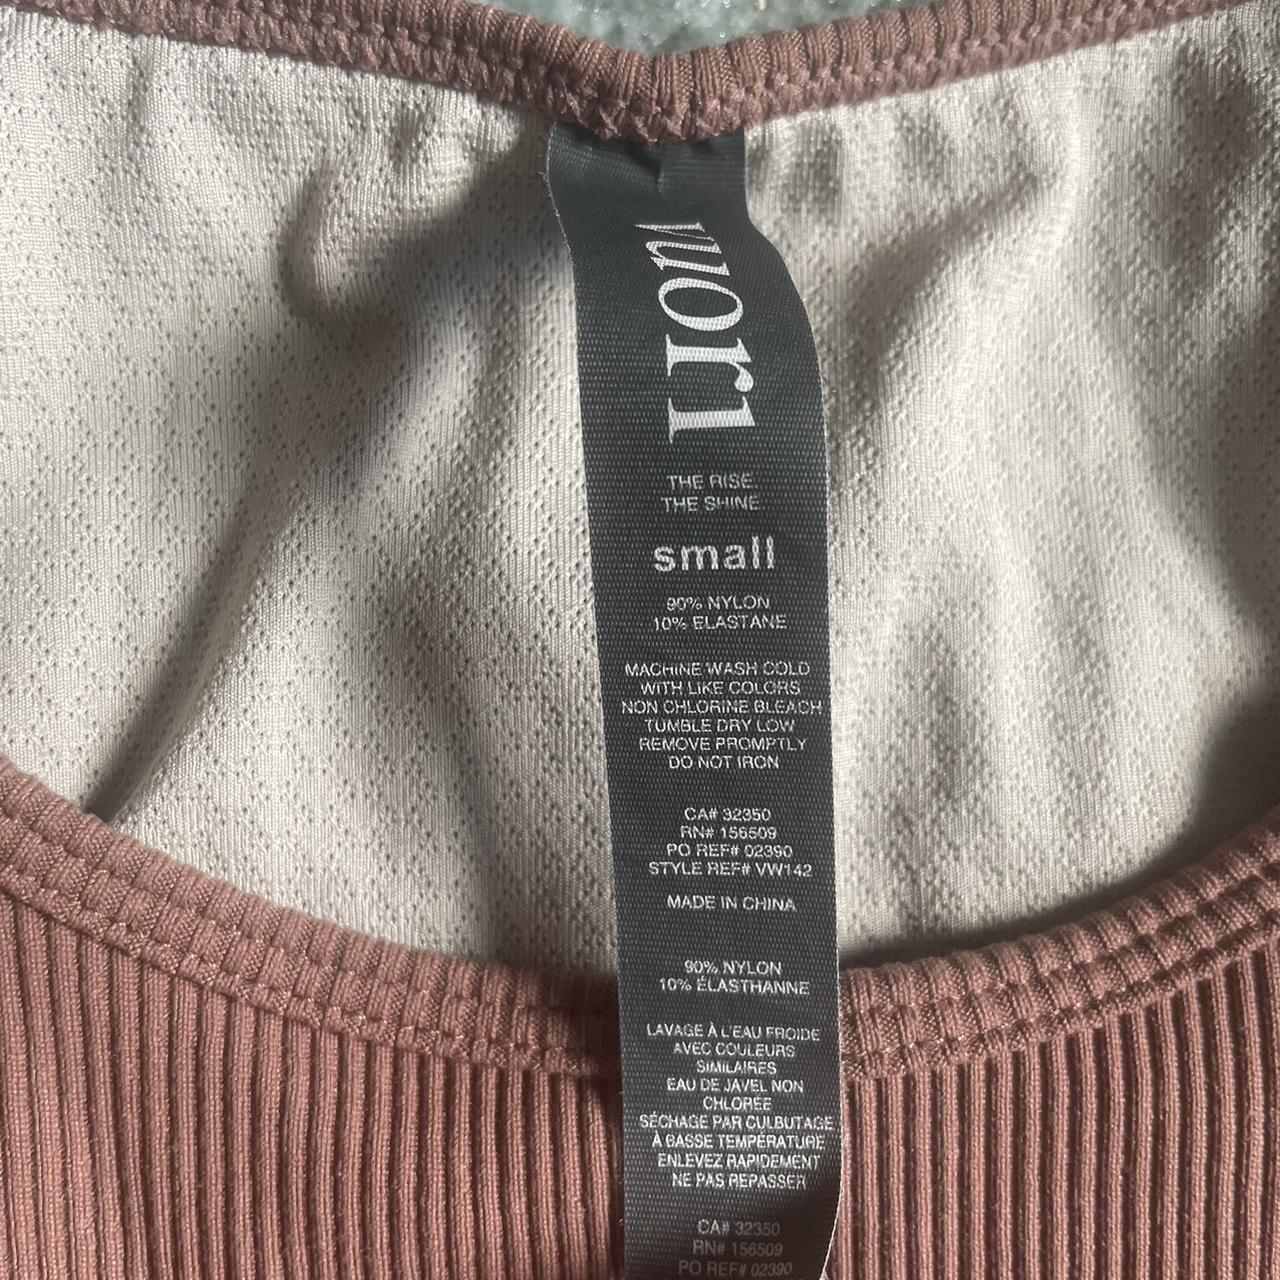 vuori
THE RISE
THE SHINE
small
90% NYLON
10% ELASTANE
MACHINE WASH COLD
WITH LIKE COLORS
NON CHLORINE BLEACH
TUMBLE DRY LOW
REMOVE PROMPTLY
DO NOT IRON
CA# 32350
RN# 156509
PO REF# 02390
STYLE REF# VW142
MADE IN CHINA
90% NYLON
10% ÉLASTHANNE
LAVAGE À L'EAU FROIDE
AVEC COULEURS
SIMILAIRES
EAU DE JAVEL NON
CHLORÉE
SÉCHAGE PAR CULBUTAGE
À BASSE TEMPÉRATURE
ENLEVEZ RAPIDEMENT
NE PAS REPASSER
CA# 32350
RN# 156509
PO REF# 02390